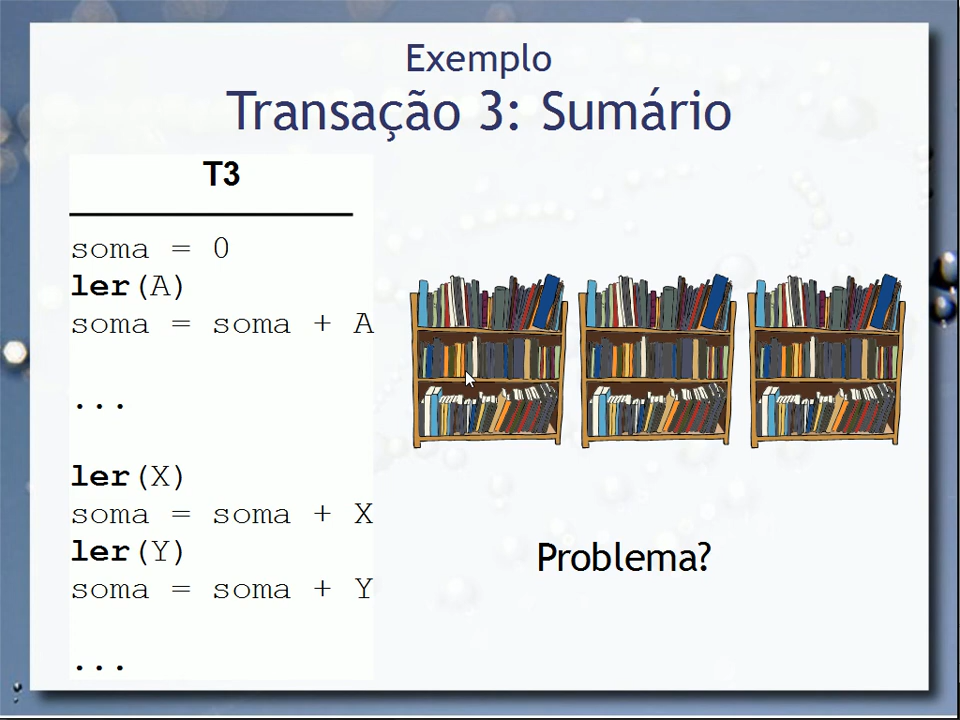 Exemplo
Transação 3: Sumário
T3
soma = 0
ler(A)
soma = soma + A
...
ler(X)
soma = soma + X
ler(Y)
soma = soma + Y
...
Problema?